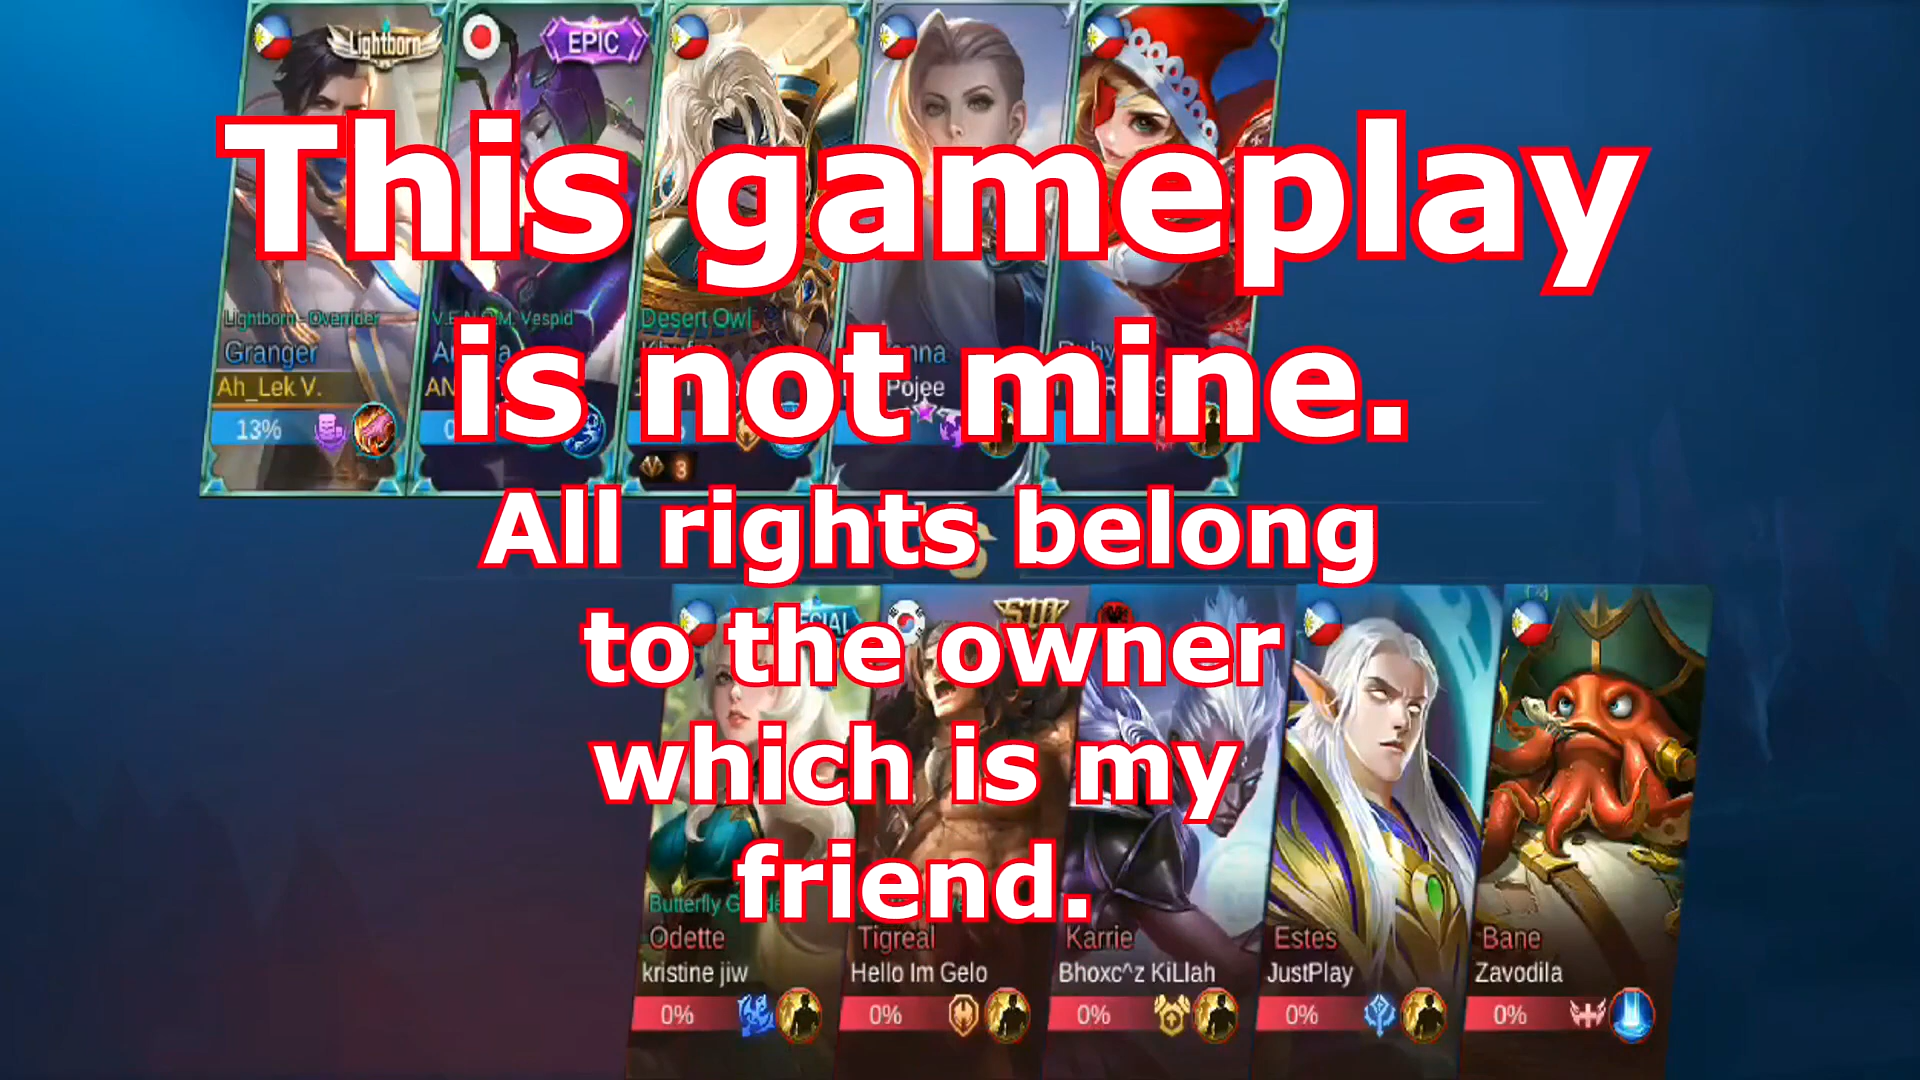 Lightborn
EPIC
This gameplay
is not mine.
All rights belong
to the owner
which is my
friend.
Lightborn - Overrider
V.E.N.O.M. Vespid
Desert Owl
Granger
Ah_Lek V.
Pojee
13%
3
Butterfly
Odette
Tigreal
Karrie
Estes
Bane
kristine jiw
Hello Im Gelo
Bhoxc^z KiLlah
JustPlay
Zavodila
0%
0%
0%
0%
0%